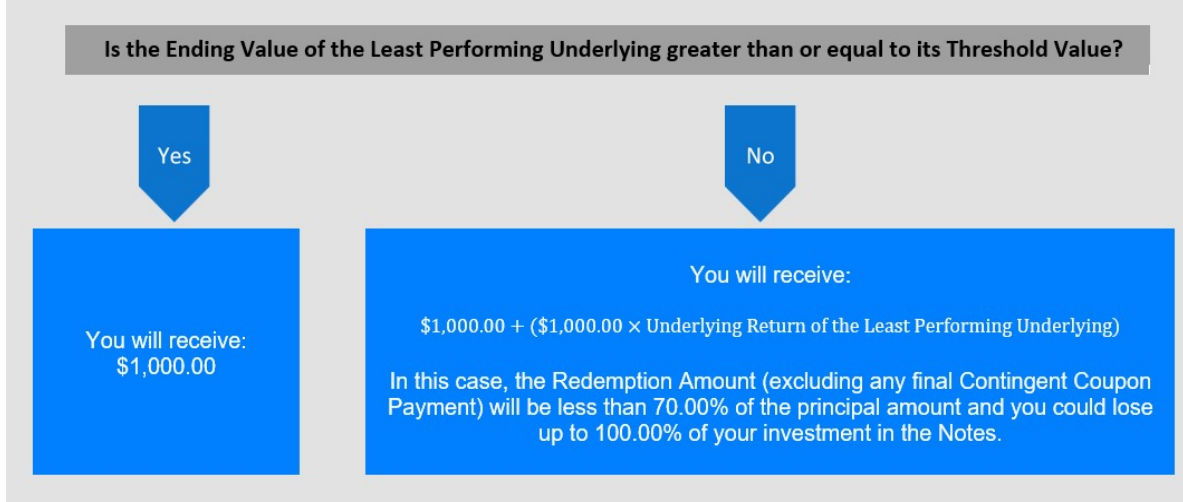 Is the Ending Value of the Least Performing Underlying greater than or equal to its Threshold Value?
Yes
No
You will receive:
$1,000.00
You will receive:
$1,000.00 + ($1,000.00 × Underlying Return of the Least Performing Underlying)
In this case, the Redemption Amount (excluding any final Contingent Coupon
Payment) will be less than 70.00% of the principal amount and you could lose
up to 100.00% of your investment in the Notes.